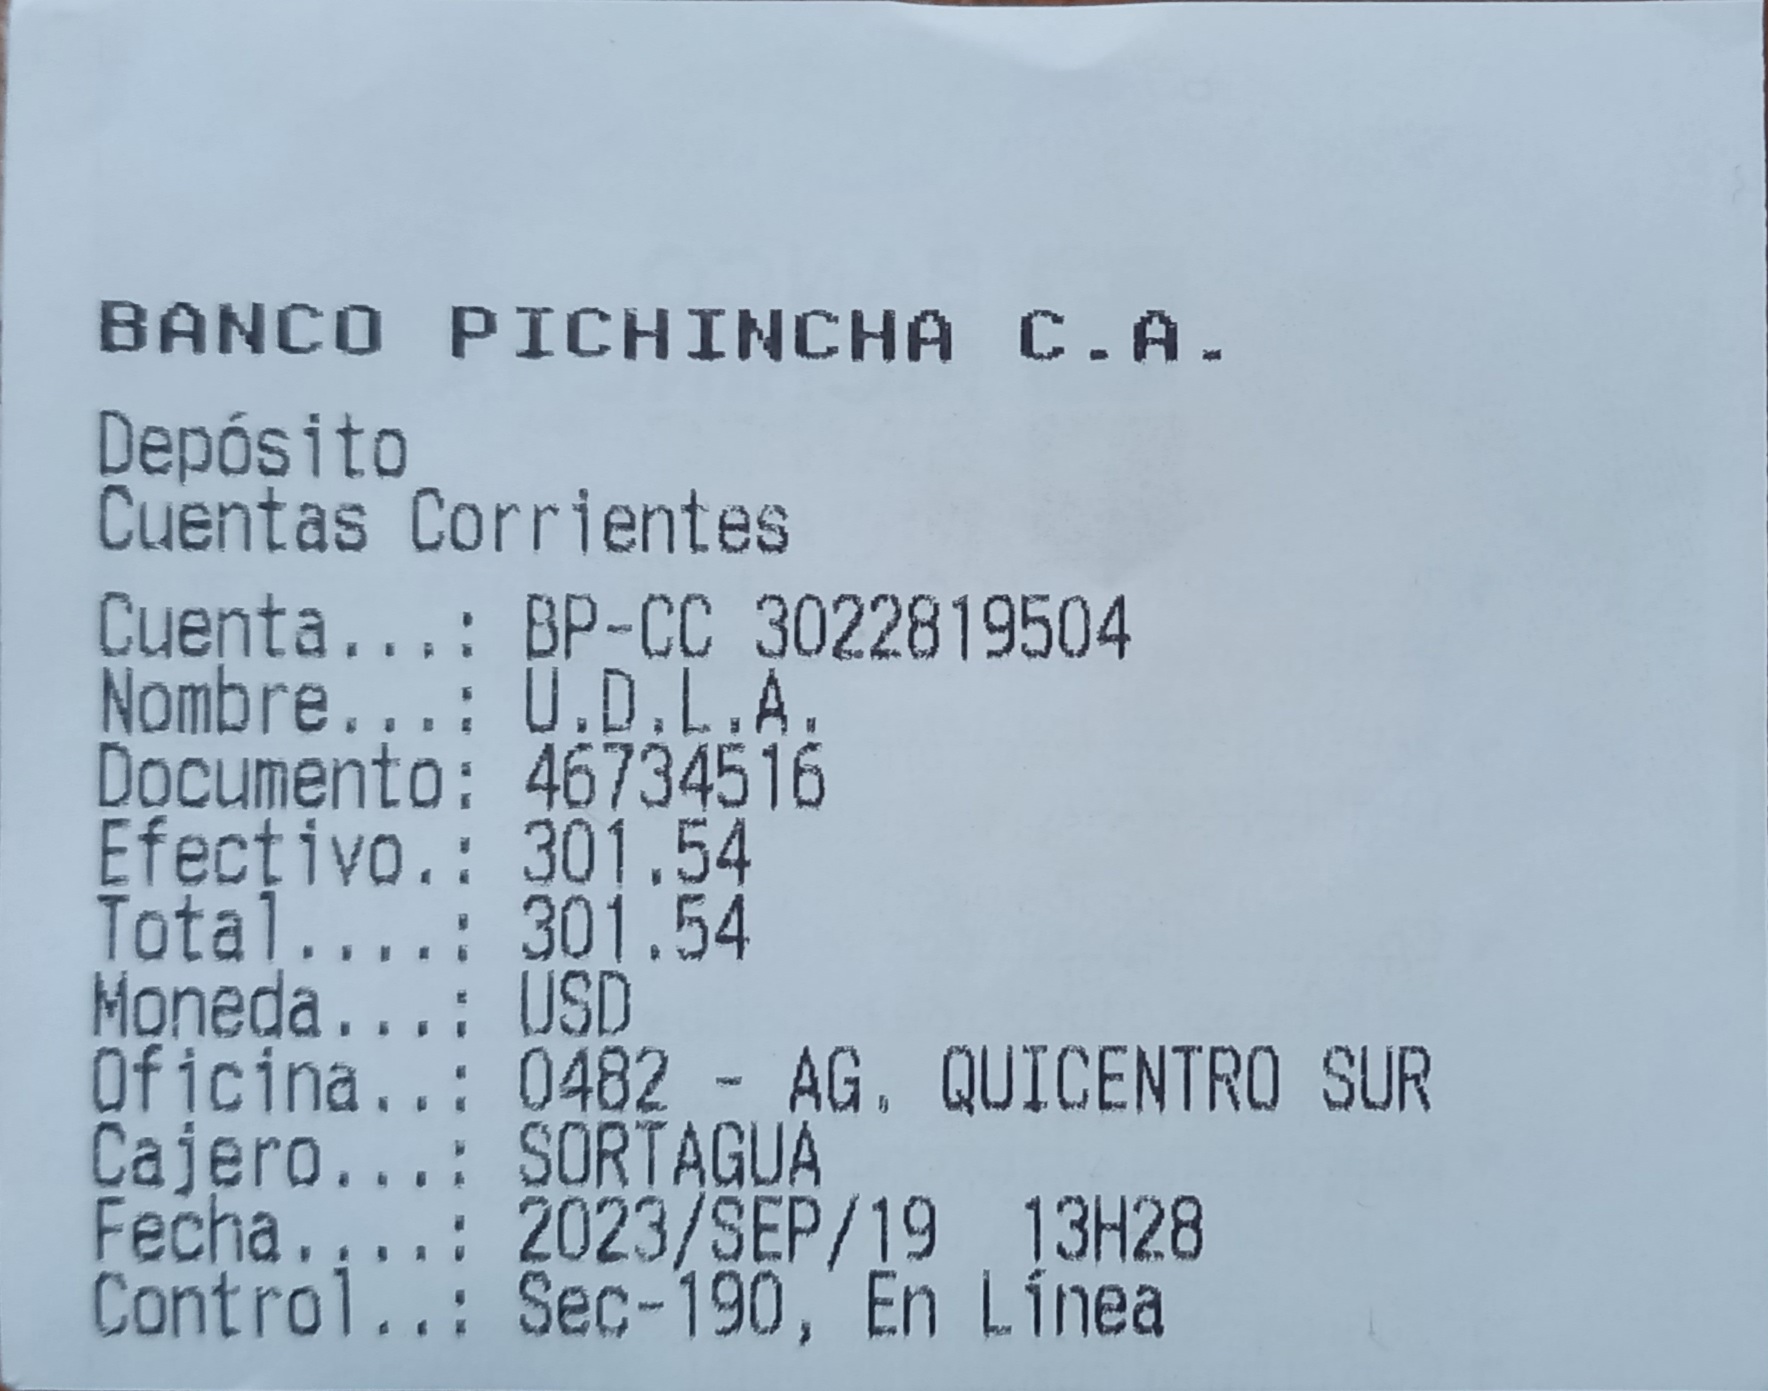 BANCO PICHINCHA C.A.
Depósito
Cuentas Corrientes
Cuenta...: BP-CC 3022819504
Nombre...: U.D.L.A.
Documento: 46734516
Efectivo.: 301.54
Total....: 301.54
Moneda...: USD
Oficina..: 0482 - AG. QUICENTRO SUR
Cajero...: SORTAGUA
Fecha....: 2023/SEP/19  13H28
Control..: Sec-190, En Línea